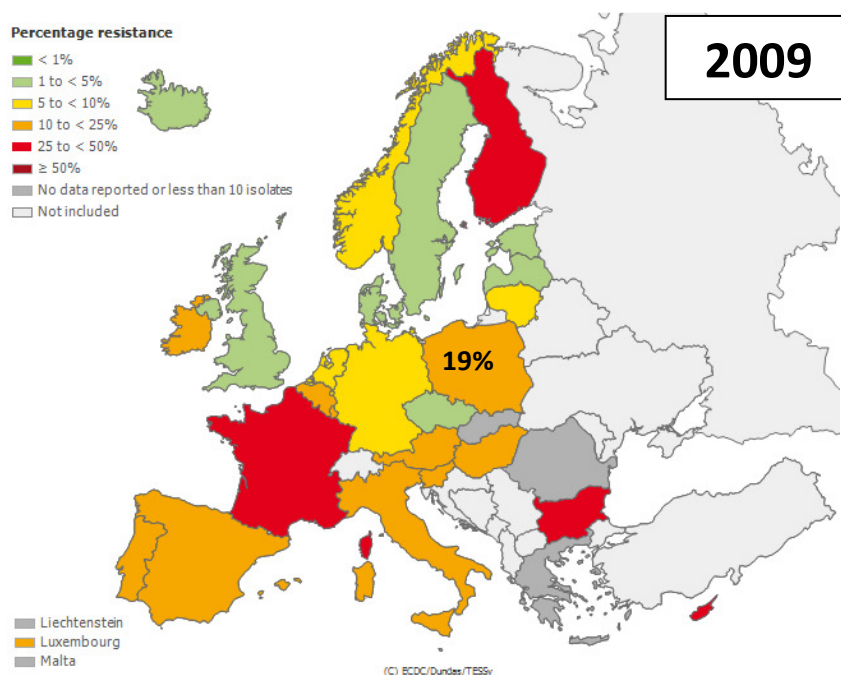 Percentage resistance
2009
< 1%
1 to < 5%
5 to < 10%
10 to < 25%
25 to < 50%
≥ 50%
No data reported or less than 10 isolates
Not included
19%
Liechtenstein
Luxembourg
Malta
(C) ECDC/Dundas/TESSy